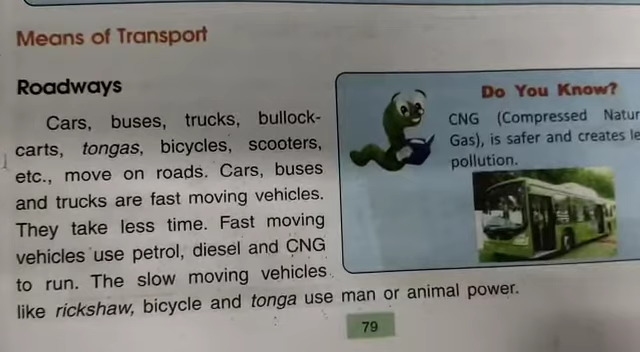 Means of Transport
Roadways
Cars, buses, trucks, bullock-
carts, tongas, bicycles, scooters,
etc., move on roads. Cars, buses
and trucks are fast moving vehicles.
They take less time. Fast moving
vehicles use petrol, diesel and CNG
to run. The slow moving vehicles
like rickshaw, bicycle and tonga use man or animal power.
Do You Know?
CNG (Compressed Natur
Gas), is safer and creates le
pollution.
79